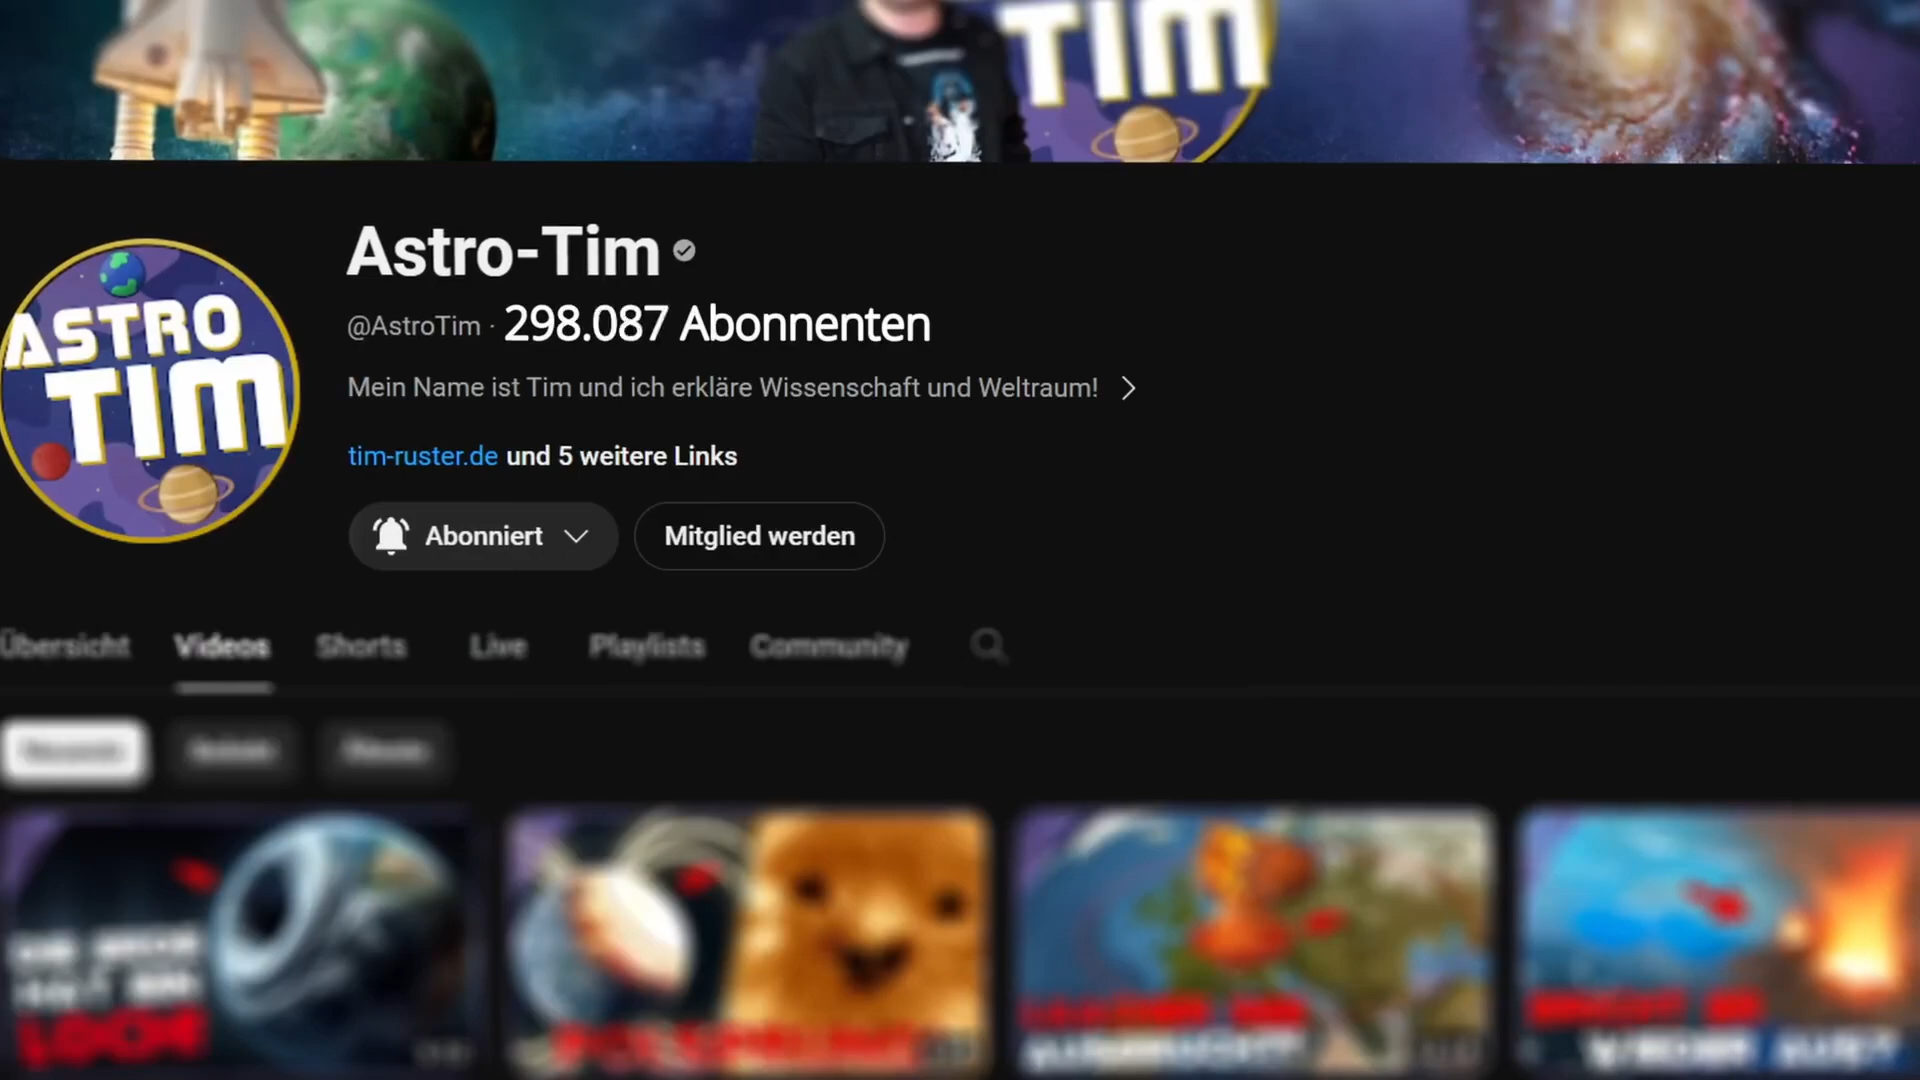 TIM
ASTRO
TIM
Astro-Tim
@AstroTim · 298.087 Abonnenten
Mein Name ist Tim und ich erkläre Wissenschaft und Weltraum!
tim-ruster.de und 5 weitere Links
Abonniert
Mitglied werden
Übersicht Videos Shorts Live Playlists Community